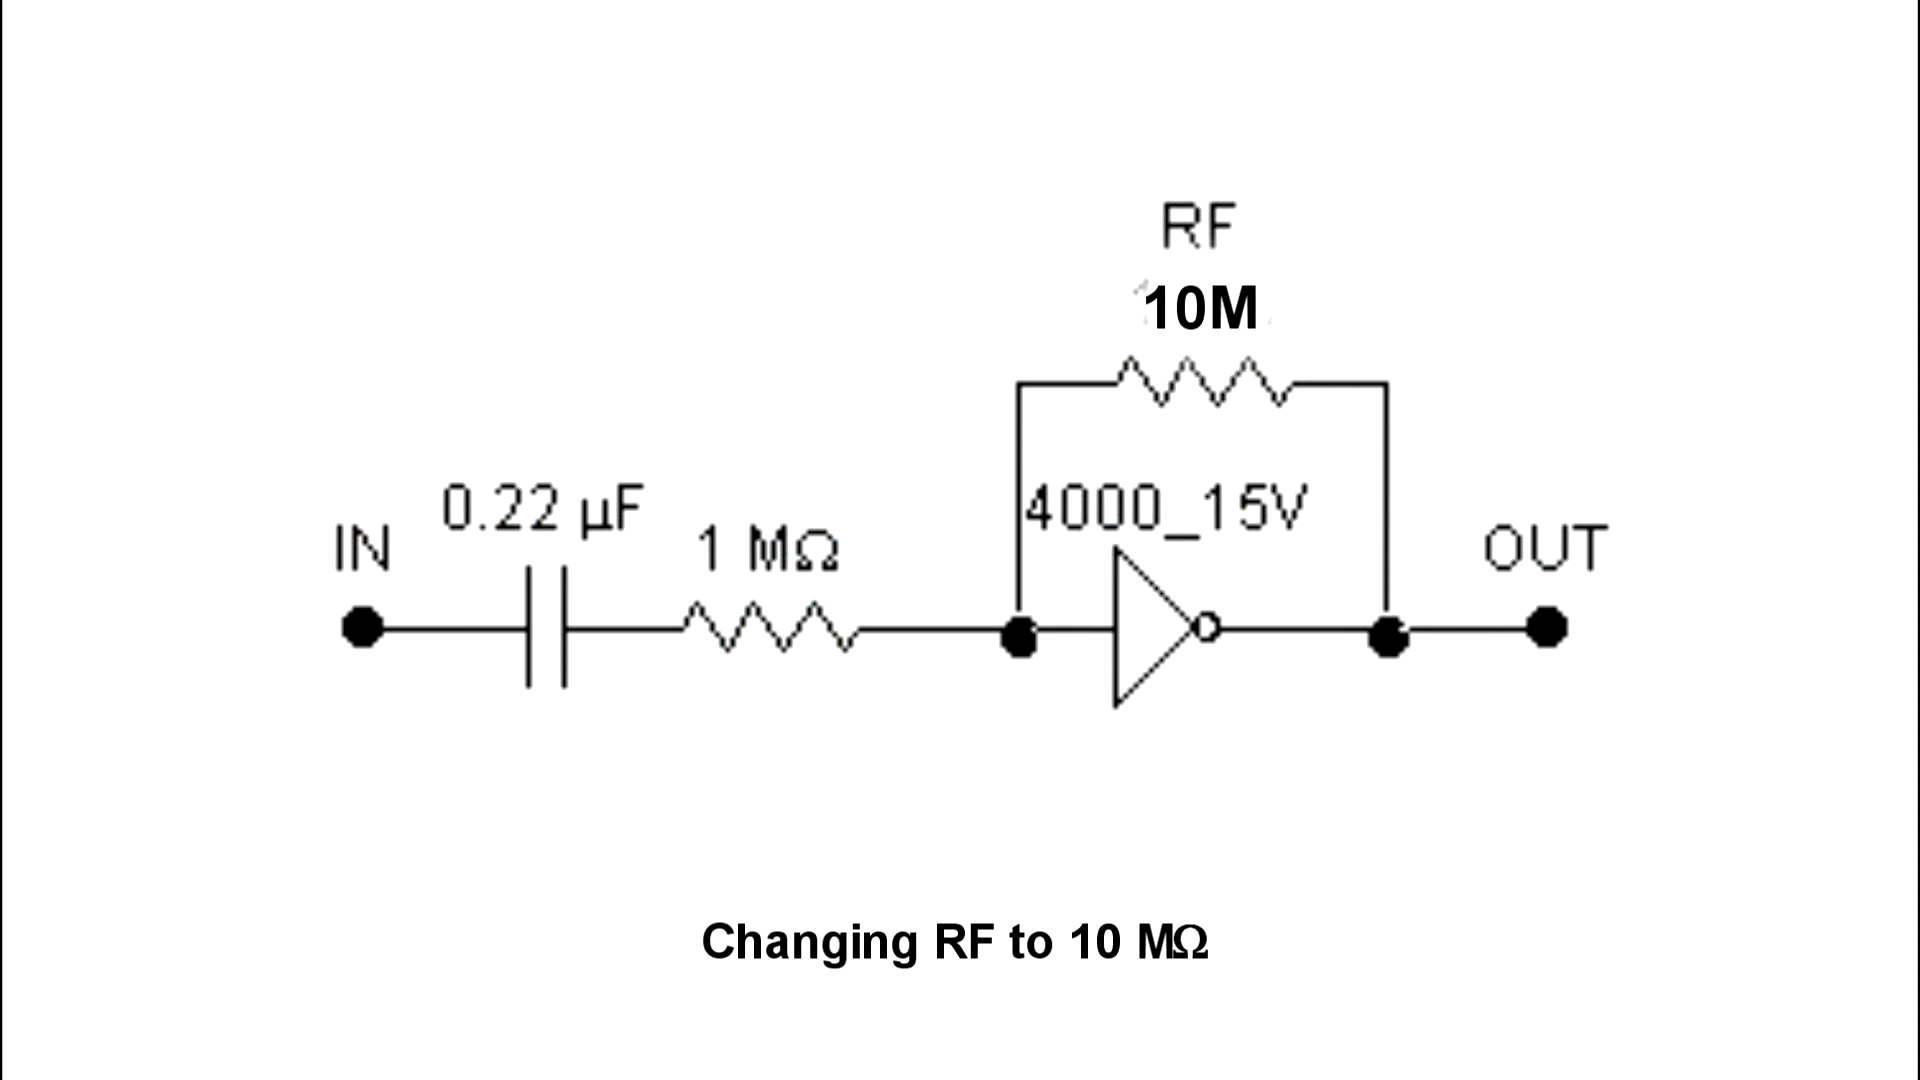 RF
10M
0.22 µF
4000_15V
IN
1 MΩ
OUT
Changing RF to 10 MΩ